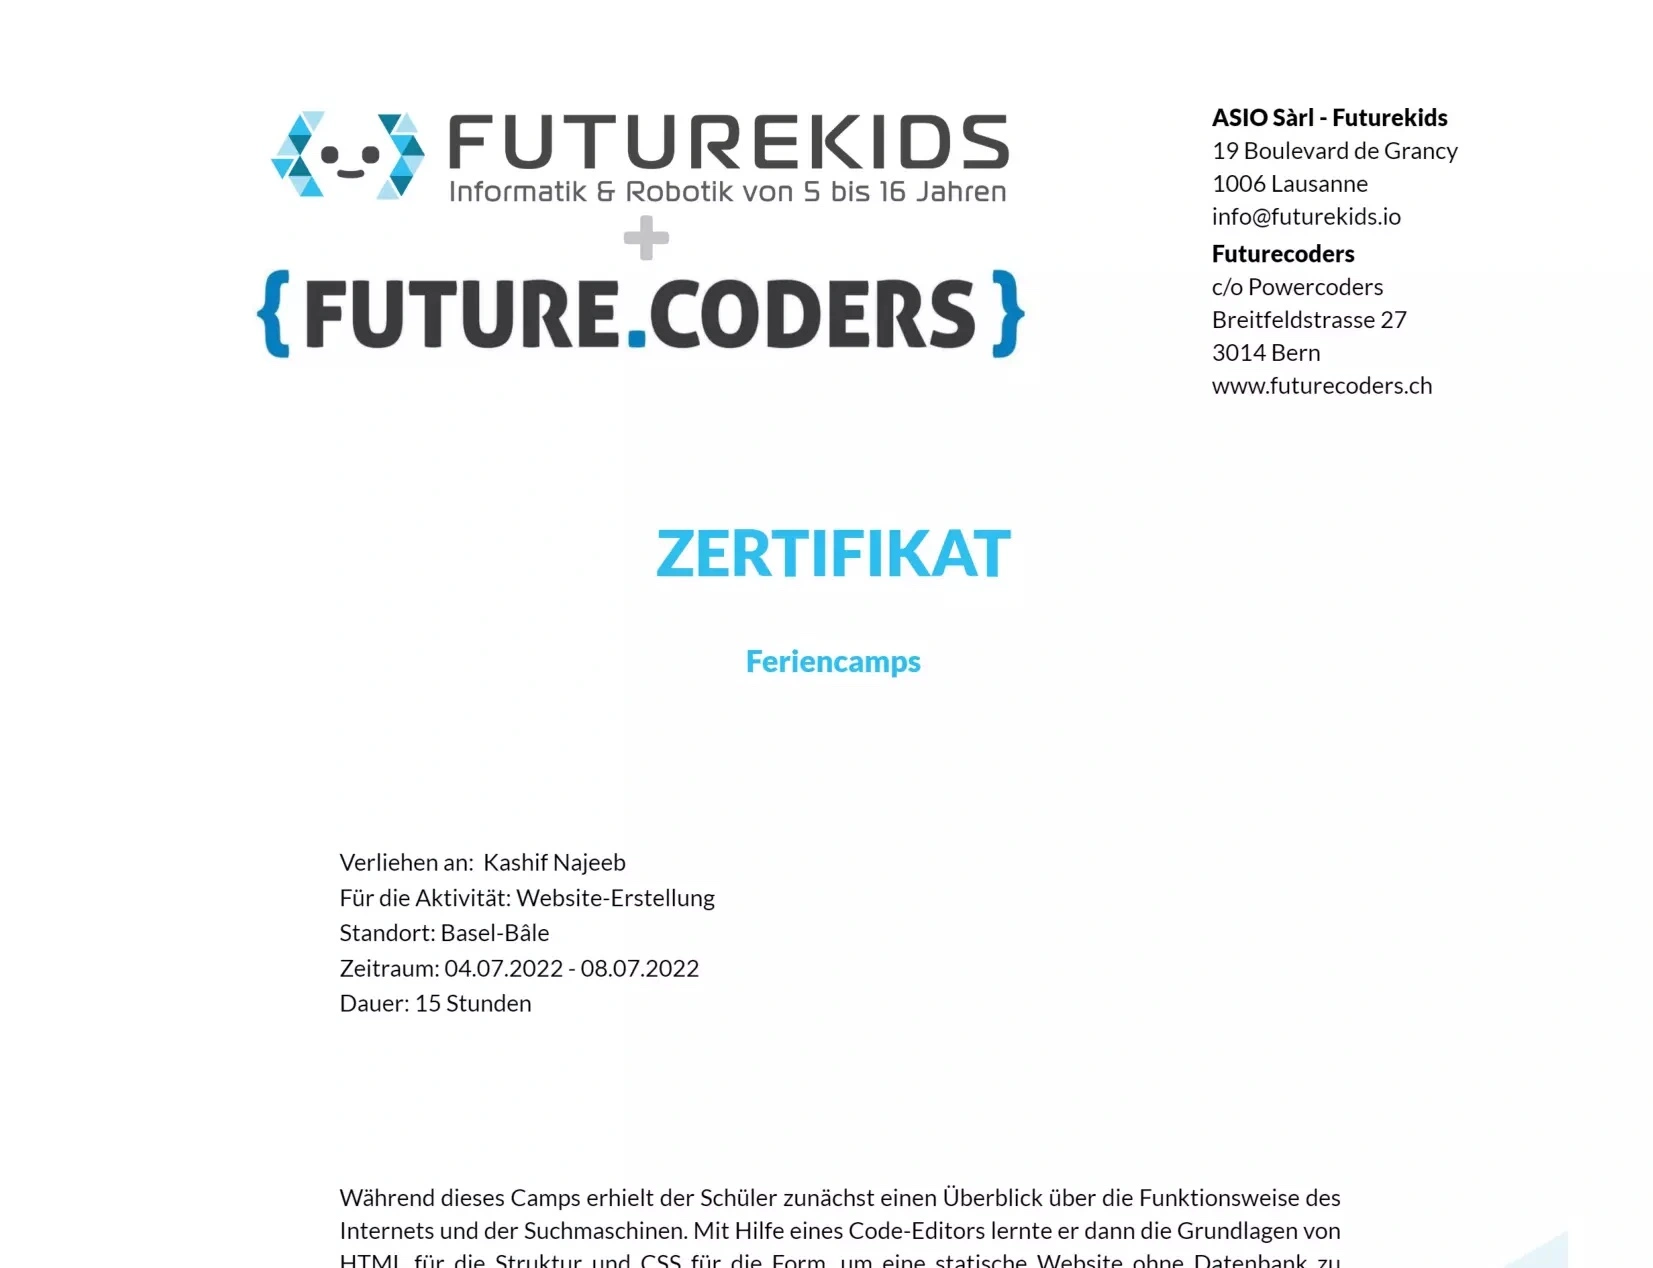 FUTUREKIDS
Informatik & Robotik von 5 bis 16 Jahren
{FUTURE.CODERS}
ASIO Sàrl - Futurekids
19 Boulevard de Grancy
1006 Lausanne
info@futurekids.io
Futurecoders
c/o Powercoders
Breitfeldstrasse 27
3014 Bern
www.futurecoders.ch
ZERTIFIKAT
Feriencamps
Verliehen an: Kashif Najeeb
Für die Aktivität: Website-Erstellung
Standort: Basel-Bâle
Zeitraum: 04.07.2022 - 08.07.2022
Dauer: 15 Stunden
Während dieses Camps erhielt der Schüler zunächst einen Überblick über die Funktionsweise des
Internets und der Suchmaschinen. Mit Hilfe eines Code-Editors lernte er dann die Grundlagen von
HTML für die Struktur und CSS für die Form, um eine statische Website ohne Datenbank zu